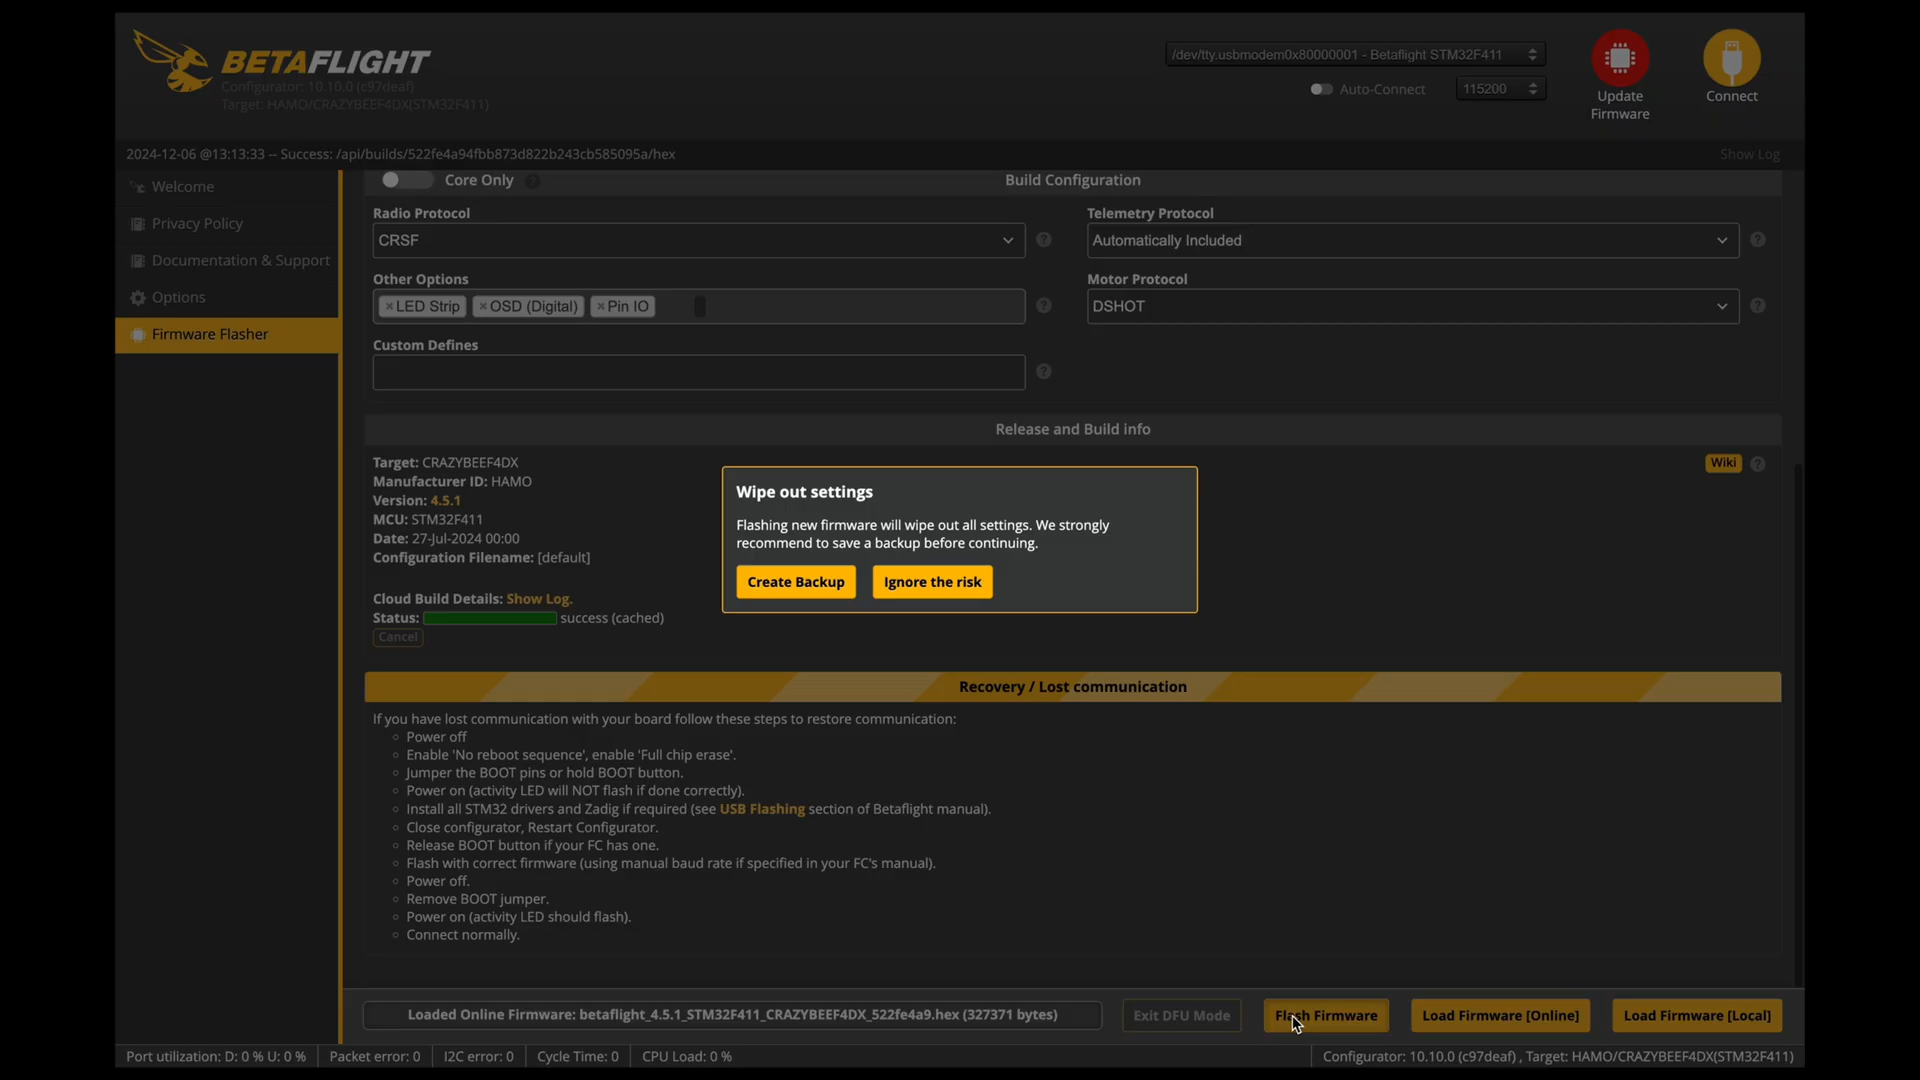 BETAFLIGHT
Configurator: 10.10.0 (c97deaf)
Target: HAMO/CRAZYBEEF4DX(STM32F411)
/dev/tty.usbmodem0x80000001 - Betaflight STM32F411
Auto-Connect
115200
Update
Firmware
Connect
2024-12-06 @13:13:33 -- Success: /api/builds/522fe4a94fbb873d822b243cb585095a/hex
Show Log
Welcome
Privacy Policy
Documentation & Support
Options
Firmware Flasher
Core Only
Build Configuration
Radio Protocol
CRSF
Telemetry Protocol
Automatically Included
Other Options
×LED Strip ×OSD (Digital) ×Pin IO
Motor Protocol
DSHOT
Custom Defines
Release and Build info
Target: CRAZYBEEF4DX
Manufacturer ID: HAMO
Version: 4.5.1
MCU: STM32F411
Date: 27-Jul-2024 00:00
Configuration Filename: [default]
Wiki
Cloud Build Details: Show Log.
Status: success (cached)
Cancel
Wipe out settings
Flashing new firmware will wipe out all settings. We strongly
recommend to save a backup before continuing.
Create Backup
Ignore the risk
Recovery / Lost communication
If you have lost communication with your board follow these steps to restore communication:
Power off
Enable 'No reboot sequence', enable 'Full chip erase'.
Jumper the BOOT pins or hold BOOT button.
Power on (activity LED will NOT flash if done correctly).
Install all STM32 drivers and Zadig if required (see USB Flashing section of Betaflight manual).
Close configurator, Restart Configurator.
Release BOOT button if your FC has one.
Flash with correct firmware (using manual baud rate if specified in your FC's manual).
Power off.
Remove BOOT jumper.
Power on (activity LED should flash).
Connect normally.
Loaded Online Firmware: betaflight_4.5.1_STM32F411_CRAZYBEEF4DX_522fe4a9.hex (327371 bytes)
Exit DFU Mode
Flash Firmware
Load Firmware [Online]
Load Firmware [Local]
Port utilization: D: 0 % U: 0 %
Packet error: 0
I2C error: 0
Cycle Time: 0
CPU Load: 0 %
Configurator: 10.10.0 (c97deaf) , Target: HAMO/CRAZYBEEF4DX(STM32F411)